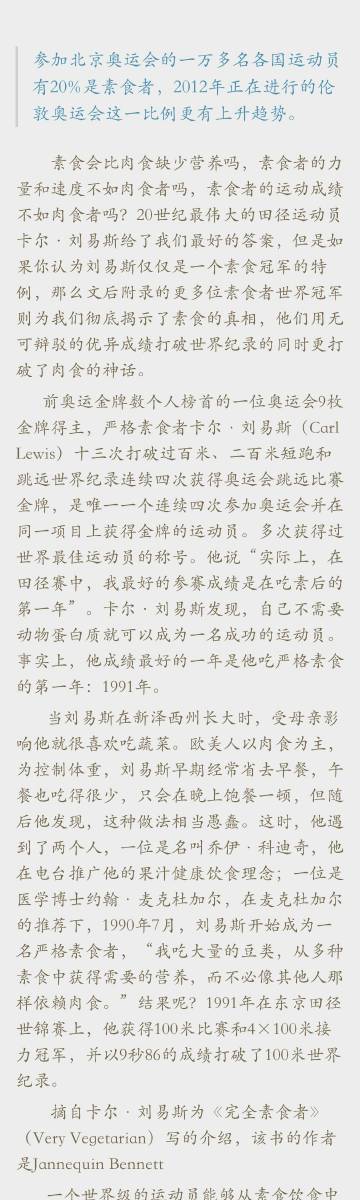 参加北京奥运会的一万多名各国运动员
有20%是素食者，2012年正在进行的伦
敦奥运会这一比例更有上升趋势。
素食会比肉食缺少营养吗，素食者的力
量和速度不如肉食者吗，素食者的运动成绩
不如肉食者吗？20世纪最伟大的田径运动员
卡尔·刘易斯给了我们最好的答案，但是如
果你认为刘易斯仅仅是一个素食冠军的特
例，那么文后附录的更多位素食者世界冠军
则为我们彻底揭示了素食的真相，他们用无
可辩驳的优异成绩打破世界纪录的同时更打
破了肉食的神话。
前奥运金牌数个人榜首的一位奥运会9枚
金牌得主，严格素食者卡尔·刘易斯（Carl
Lewis）十三次打破过百米、二百米短跑和
跳远世界纪录连续四次获得奥运会跳远比赛
金牌，是唯一一个连续四次参加奥运会并在
同一项目上获得金牌的运动员。多次获得过
世界最佳运动员的称号。他说“实际上，在
田径赛中，我最好的参赛成绩是在吃素后的
第一年”。卡尔·刘易斯发现，自己不需要
动物蛋白质就可以成为一名成功的运动员。
事实上，他成绩最好的一年是他吃严格素食
的第一年：1991年。
当刘易斯在新泽西州长大时，受母亲影
响他就很喜欢吃蔬菜。欧美人以肉食为主，
为控制体重，刘易斯早期经常省去早餐，午
餐也吃得很少，只会在晚上饱餐一顿，但随
后他发现，这种做法相当愚蠢。这时，他遇
到了两个人，一位是名叫乔伊·科迪奇，他
在电台推广他的果汁健康饮食理念；一位是
医学博士约翰·麦克杜加尔，在麦克杜加尔
的推荐下，1990年7月，刘易斯开始成为一
名严格素食者，“我吃大量的豆类，从多种
素食中获得需要的营养，而不必像其他人那
样依赖肉食。”结果呢？1991年在东京田径
世锦赛上，他获得100米比赛和4×100米接
力冠军，并以9秒86的成绩打破了100米世界
纪录。
摘自卡尔·刘易斯为《完全素食者》
（Very Vegetarian）写的介绍，该书的作者
是Jannequin Bennett
一个世界级的运动员能够从素食饮食中